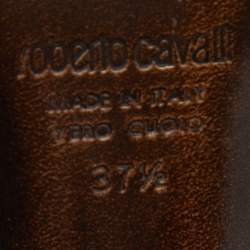 roberto cavalli
MADE IN ITALY
VERO CUOIO
37½